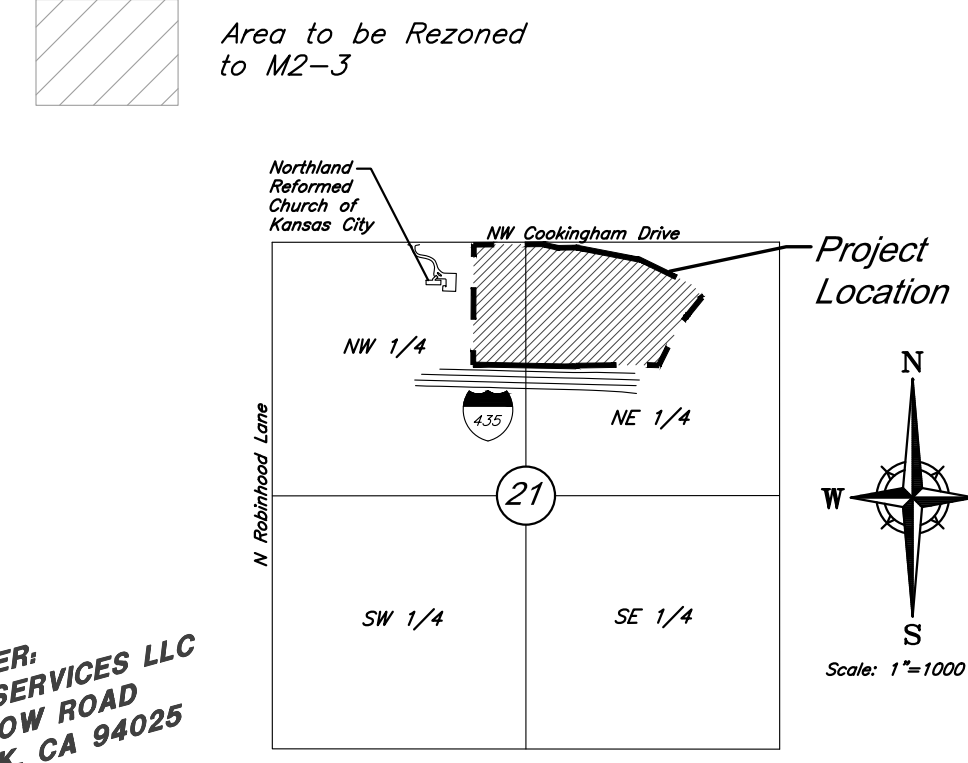 Area to be Rezoned
to M2-3
Northland
Reformed
Church of
Kansas City
NW Cookingham Drive
Project
Location
NW 1/4
435
NE 1/4
N Robinhood Lane
21
SW 1/4
SE 1/4
N
W
S
Scale: 1"=1000
SERVICES LLC
ROAD
CA 94025